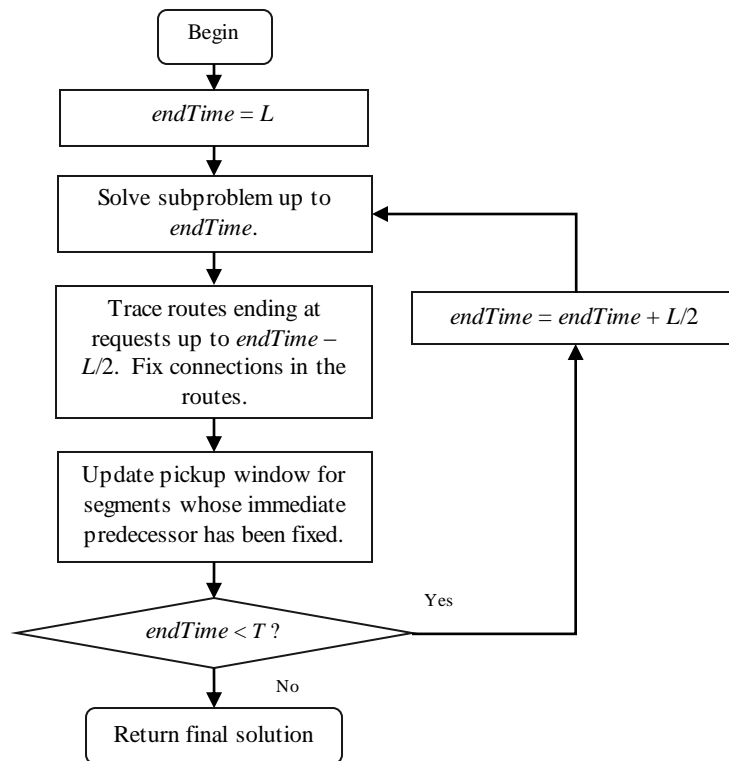 Begin
endTime = L
Solve subproblem up to
endTime.
Trace routes ending at
requests up to endTime –
L/2. Fix connections in the
routes.
endTime = endTime + L/2
Update pickup window for
segments whose immediate
predecessor has been fixed.
Yes
endTime < T ?
No
Return final solution